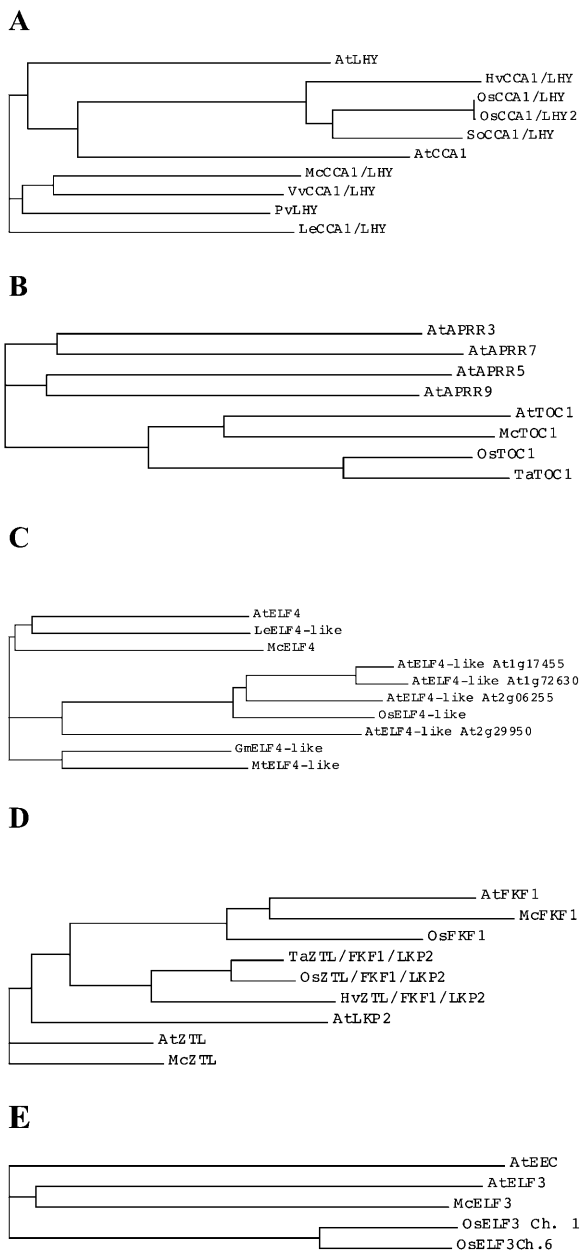 A
AtLHY
HvCCA1/LHY
OsCCA1/LHY
OsCCA1/LHY2
SoCCA1/LHY
AtCCA1
McCCA1/LHY
VvCCA1/LHY
PvLHY
LeCCA1/LHY
B
AtAPRR3
AtAPRR7
AtAPRR5
AtAPRR9
AtTOC1
McTOC1
OsTOC1
TaTOC1
C
AtELF4
LeELF4-like
McELF4
AtELF4-like At1g17455
AtELF4-like At1g72630
AtELF4-like At2g06255
OsELF4-like
AtELF4-like At2g29950
GmELF4-like
MtELF4-like
D
AtFKF1
McFKF1
OsFKF1
TaZTL/FKF1/LKP2
OsZTL/FKF1/LKP2
HvZTL/FKF1/LKP2
AtLKP2
AtZTL
McZTL
E
AtEEC
AtELF3
McELF3
OsELF3 Ch. 1
OsELF3Ch.6